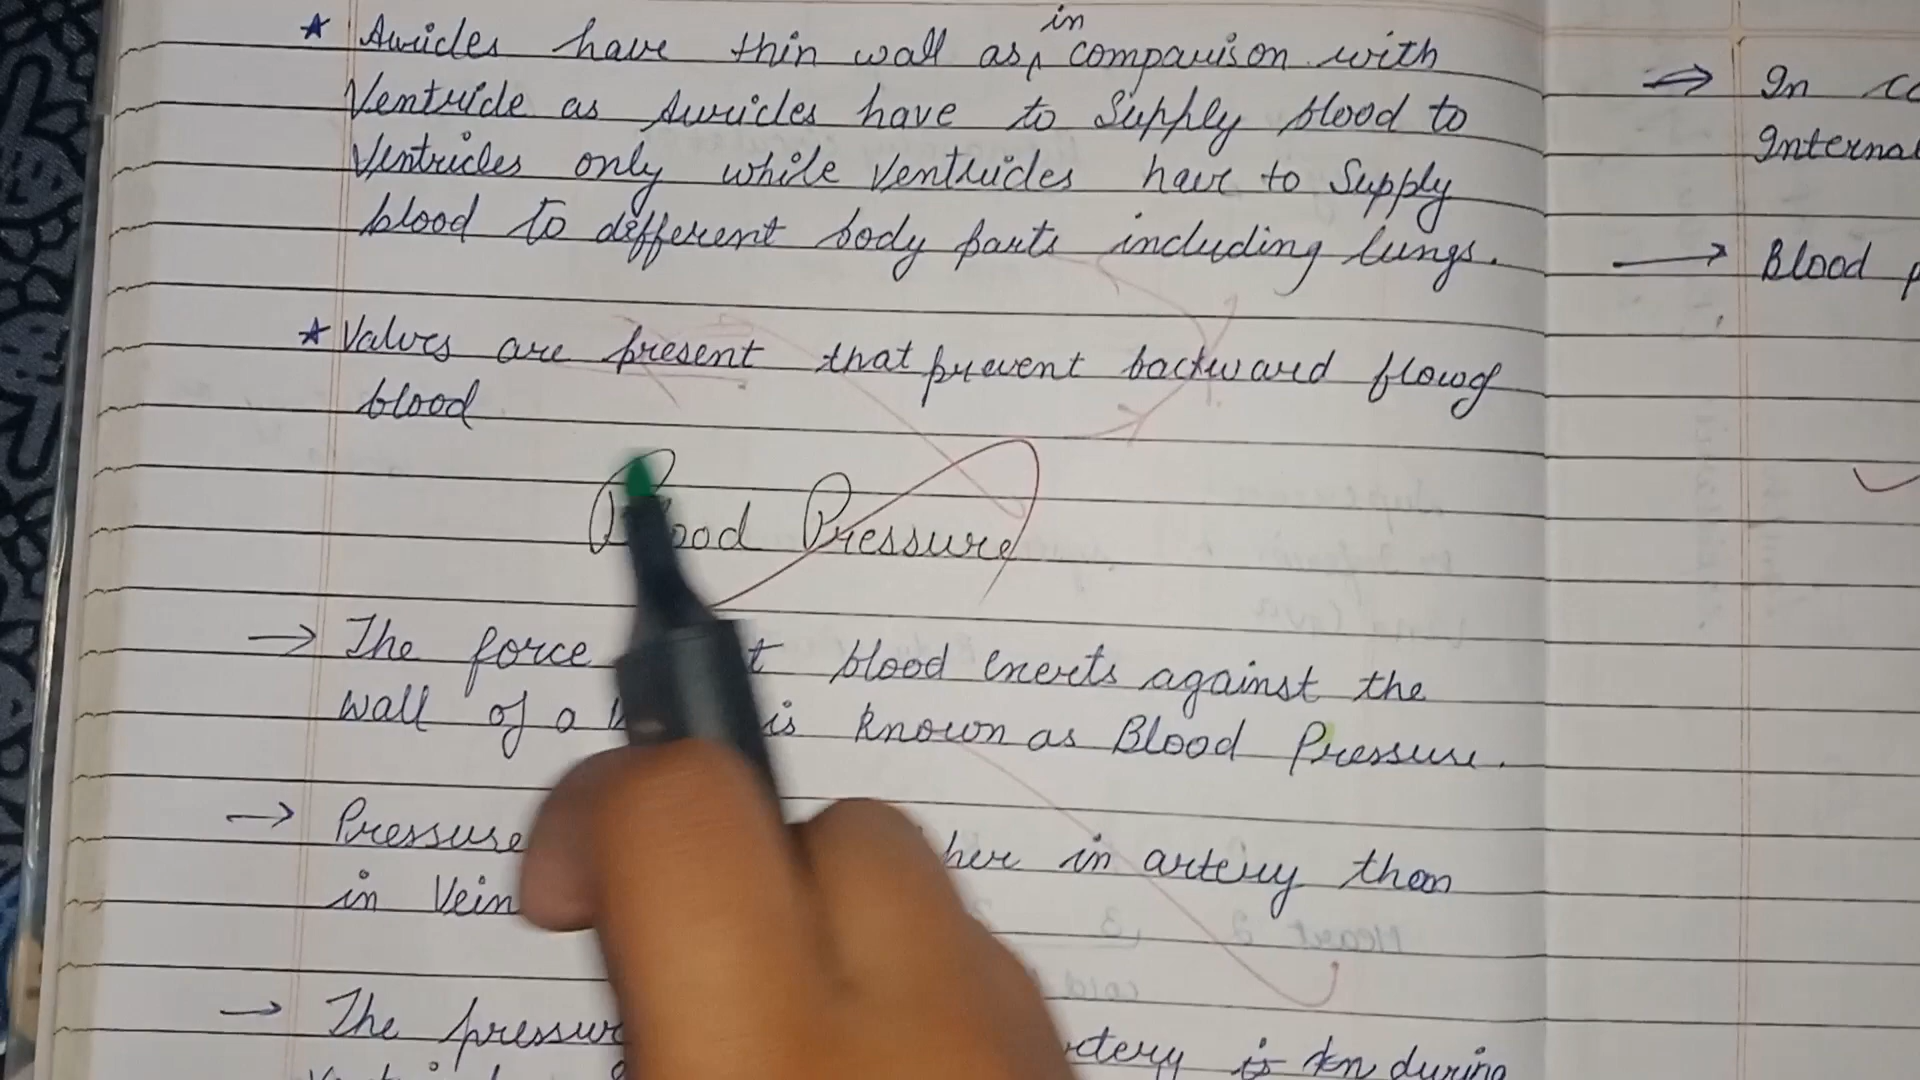 ★ Auricles have thin wall as in comparison with
Ventricle as Auricles have to Supply blood to
Ventricles only while Ventricles have to Supply
blood to different body parts including lungs.
★ Valves are present that prevent backward flow of
blood
Blood Pressure
→ The force blood exerts against the
wall of a is known as Blood Pressure.
→ Pressure in artery than
in Vein
→ The pressure is during
⇒ In
Internal
→ Blood